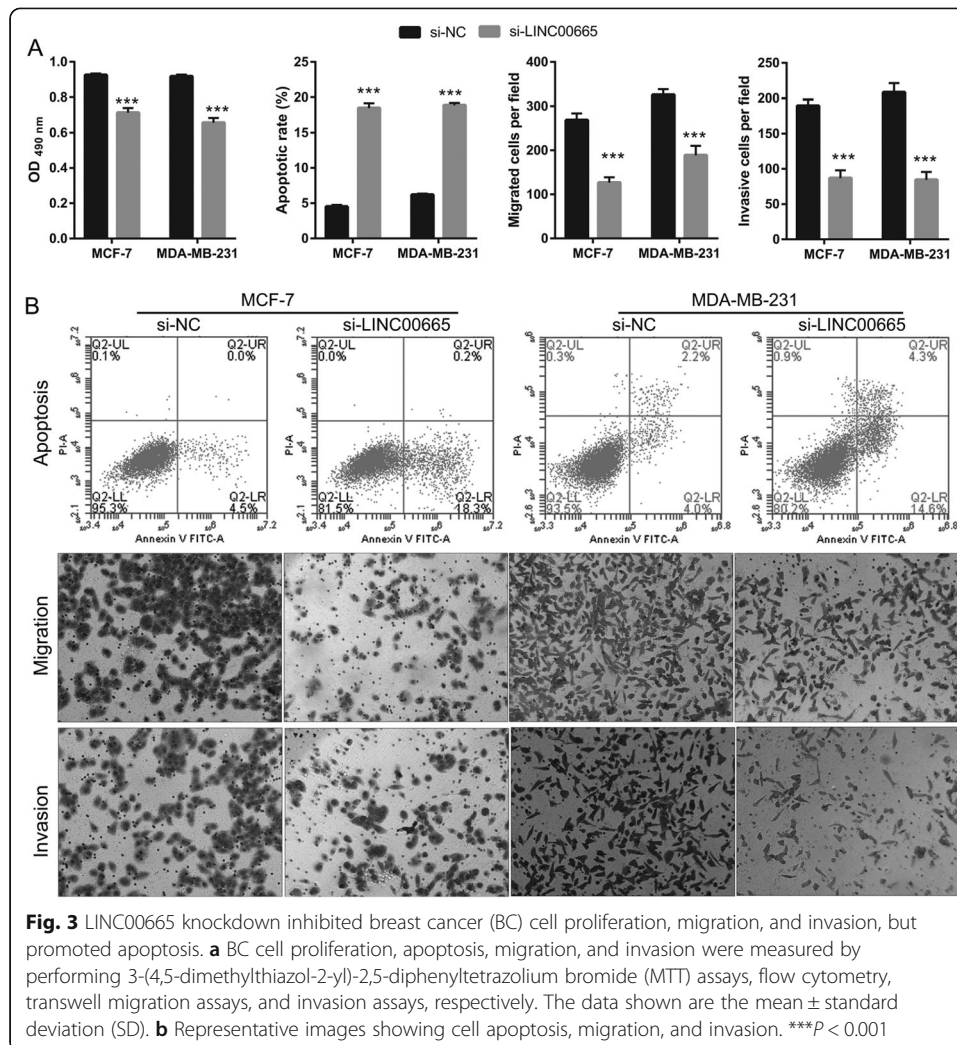 A
si-NC
si-LINC00665
OD 490 nm
1.0
0.8
0.6
0.4
0.2
0.0
***
***
MCF-7
MDA-MB-231
Apoptotic rate (%)
25
20
15
10
5
0
***
***
MCF-7
MDA-MB-231
Migrated cells per field
400
300
200
100
0
***
***
MCF-7
MDA-MB-231
Invasive cells per field
250
200
150
100
50
0
***
***
MCF-7
MDA-MB-231
B
MCF-7
MDA-MB-231
si-NC
si-LINC00665
si-NC
si-LINC00665
Apoptosis
Q2-UL
0.1%
Q2-UR
0.0%
Q2-LL
95.3%
Q2-LR
4.5%
PI-A
Annexin V FITC-A
Q2-UL
0.0%
Q2-UR
0.2%
Q2-LL
81.5%
Q2-LR
18.3%
PI-A
Annexin V FITC-A
Q2-UL
0.3%
Q2-UR
2.2%
Q2-LL
93.5%
Q2-LR
4.0%
PI-A
Annexin V FITC-A
Q2-UL
0.9%
Q2-UR
4.3%
Q2-LL
80.2%
Q2-LR
14.6%
PI-A
Annexin V FITC-A
Migration
Invasion
Fig. 3 LINC00665 knockdown inhibited breast cancer (BC) cell proliferation, migration, and invasion, but
promoted apoptosis. a BC cell proliferation, apoptosis, migration, and invasion were measured by
performing 3-(4,5-dimethylthiazol-2-yl)-2,5-diphenyltetrazolium bromide (MTT) assays, flow cytometry,
transwell migration assays, and invasion assays, respectively. The data shown are the mean ± standard
deviation (SD). b Representative images showing cell apoptosis, migration, and invasion. ***P < 0.001